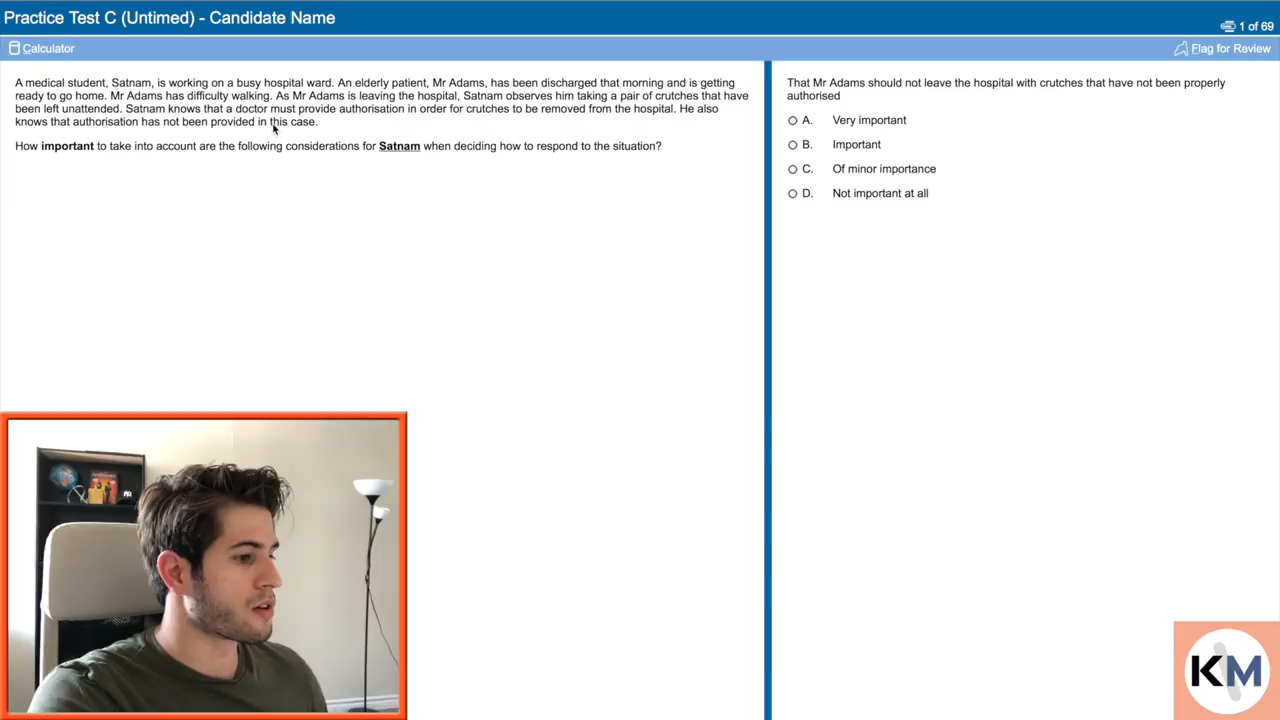 Practice Test C (Untimed) - Candidate Name
1 of 69
Calculator
Flag for Review
A medical student, Satnam, is working on a busy hospital ward. An elderly patient, Mr Adams, has been discharged that morning and is getting
ready to go home. Mr Adams has difficulty walking. As Mr Adams is leaving the hospital, Satnam observes him taking a pair of crutches that have
been left unattended. Satnam knows that a doctor must provide authorisation in order for crutches to be removed from the hospital. He also
knows that authorisation has not been provided in this case.
How important to take into account are the following considerations for Satnam when deciding how to respond to the situation?
That Mr Adams should not leave the hospital with crutches that have not been properly
authorised
A. Very important
B. Important
C. Of minor importance
D. Not important at all
KM